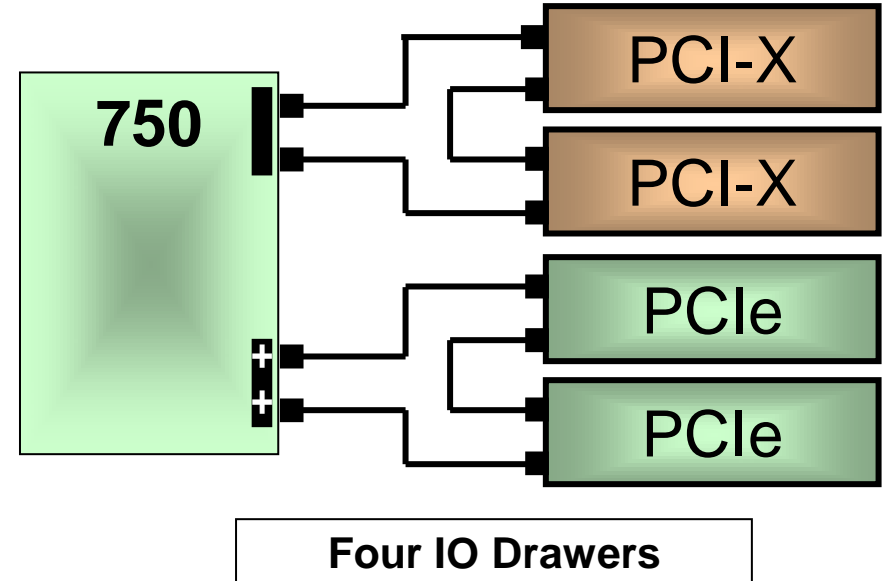 750
PCI-X
PCI-X
+
+
PCIe
PCIe
Four IO Drawers